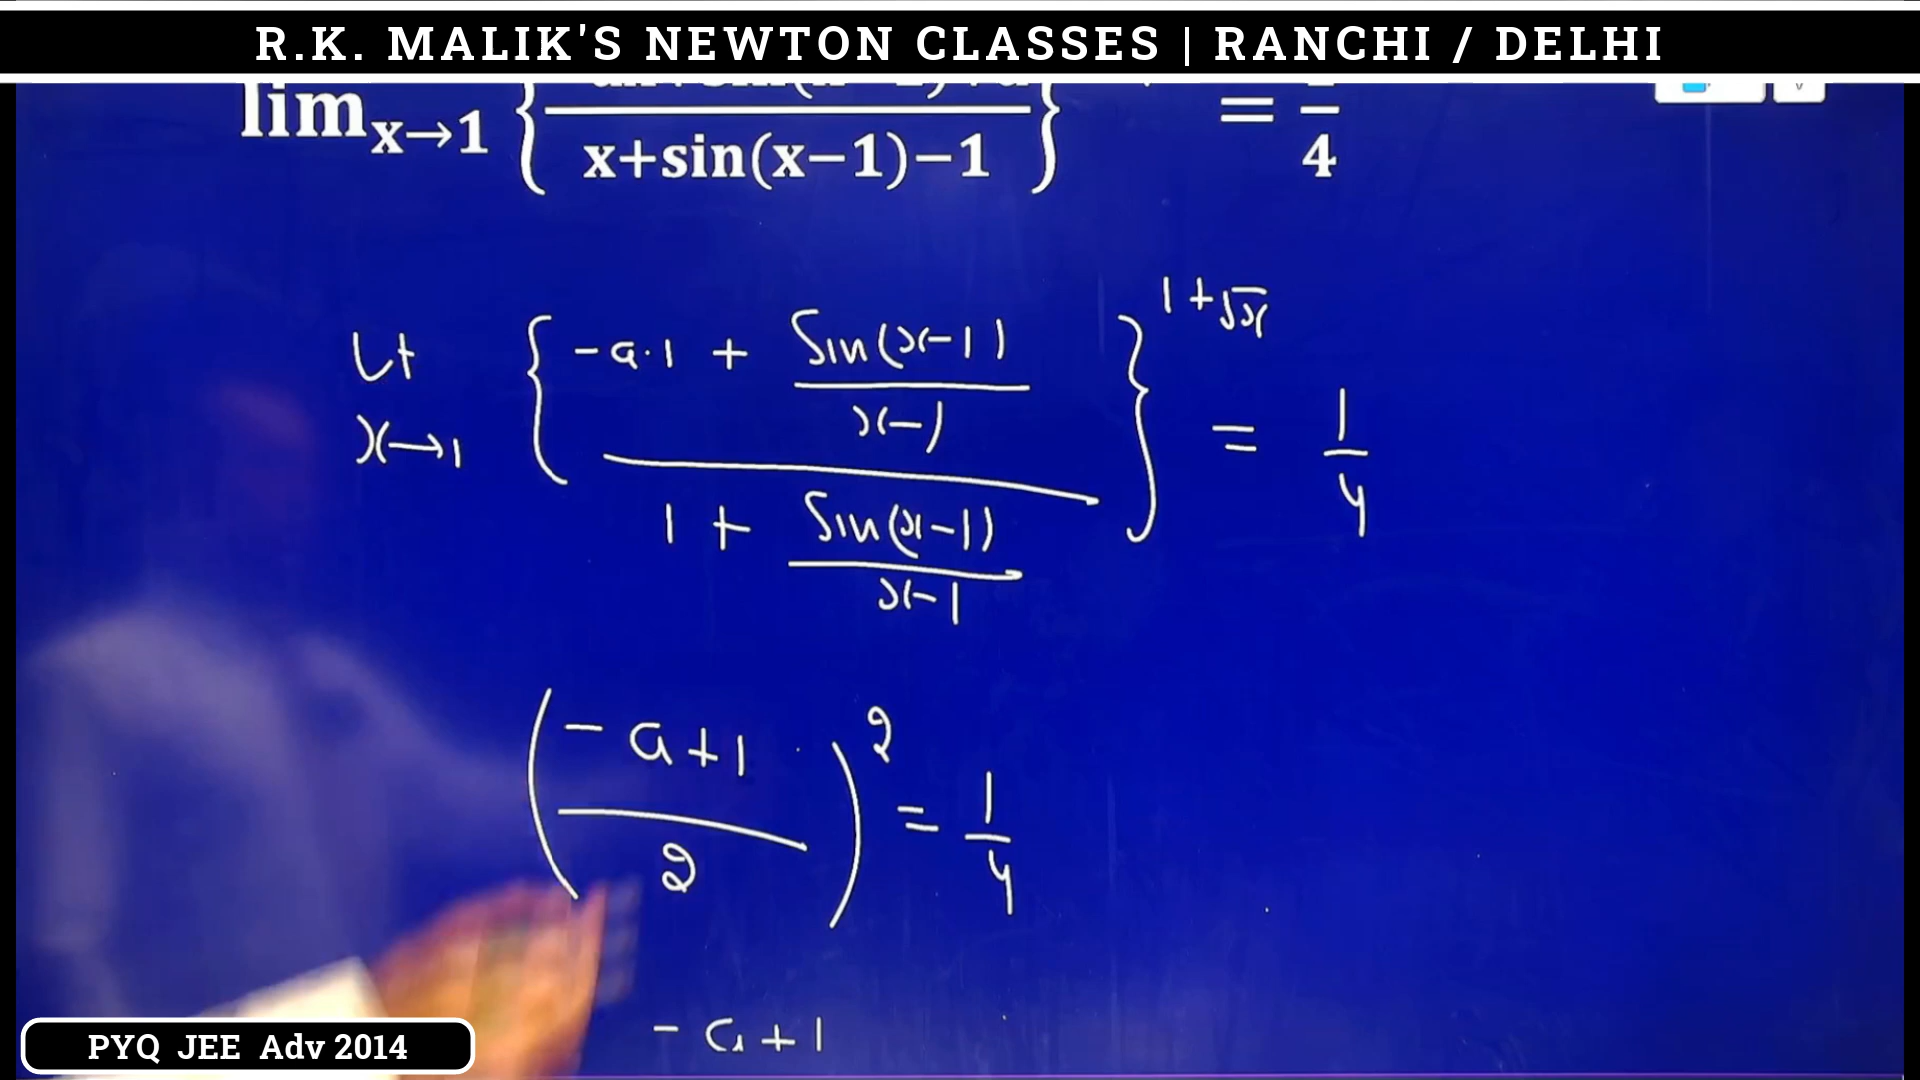 R.K. MALIK'S NEWTON CLASSES | RANCHI / DELHI
lim x→1 { / x+sin(x−1)−1 } = / 4
Lt x→1 { -a·1 + Sin(x-1) / x-1 / 1 + Sin(x-1) / x-1 } 1+√x = 1/4
( -a+1 / 2 ) 2 = 1/4
-a+1
PYQ JEE Adv 2014